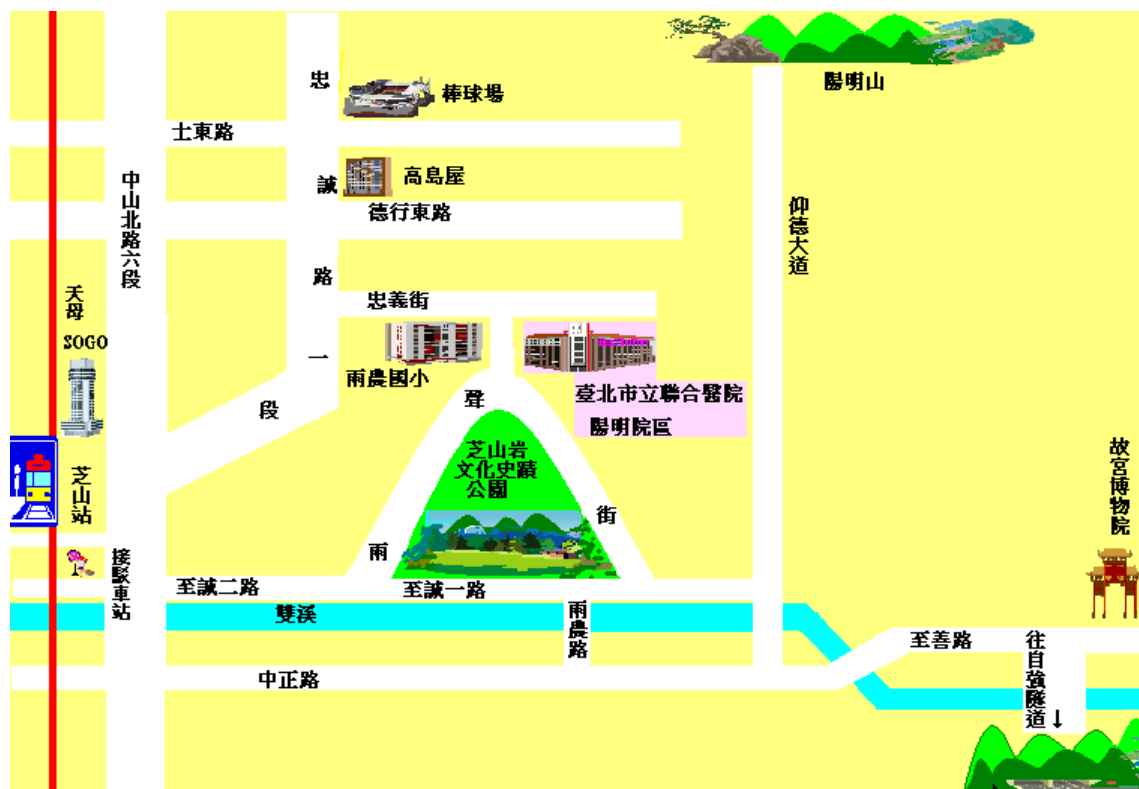 陽明山
棒球場
士東路
忠誠路一段
高島屋
德行東路
中山北路六段
仰德大道
天母
SOGO
忠義街
雨農國小
臺北市立聯合醫院
陽明院區
芝山岩
文化史蹟
公園
雨聲街
芝山站
接駁車站
故宮博物院
至誠二路
至誠一路
雙溪
雨農路
中正路
至善路
往自強隧道↓